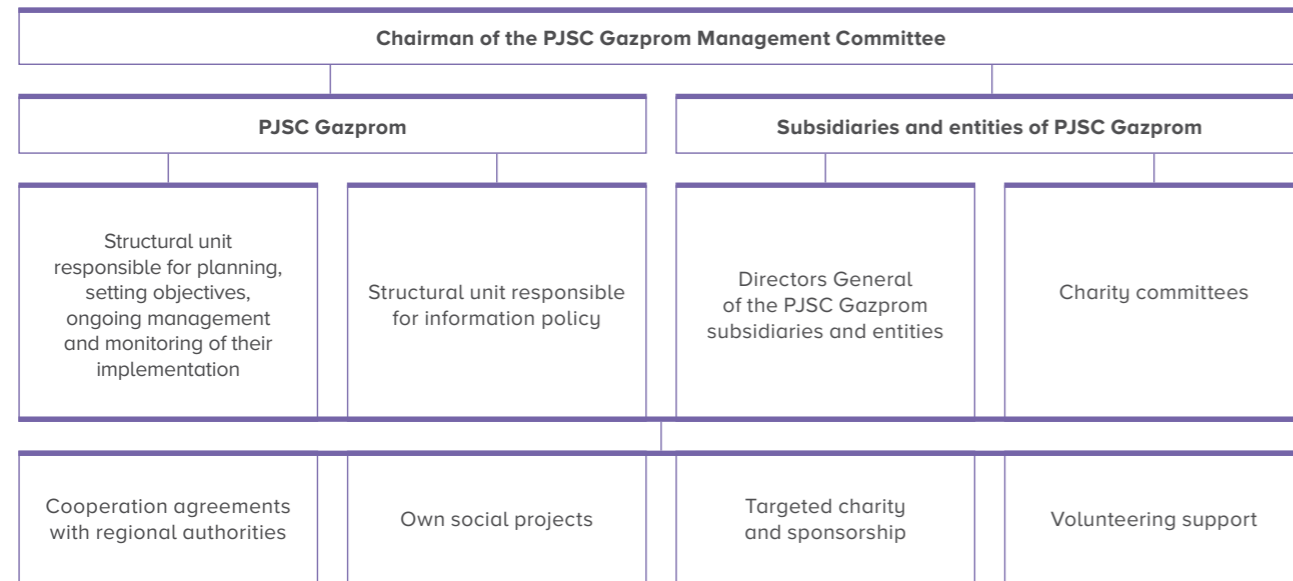 Chairman of the PJSC Gazprom Management Committee
PJSC Gazprom
Subsidiaries and entities of PJSC Gazprom
Structural unit
responsible for planning,
setting objectives,
ongoing management
and monitoring of their
implementation
Structural unit responsible
for information policy
Directors General
of the PJSC Gazprom
subsidiaries and entities
Charity committees
Cooperation agreements
with regional authorities
Own social projects
Targeted charity
and sponsorship
Volunteering support